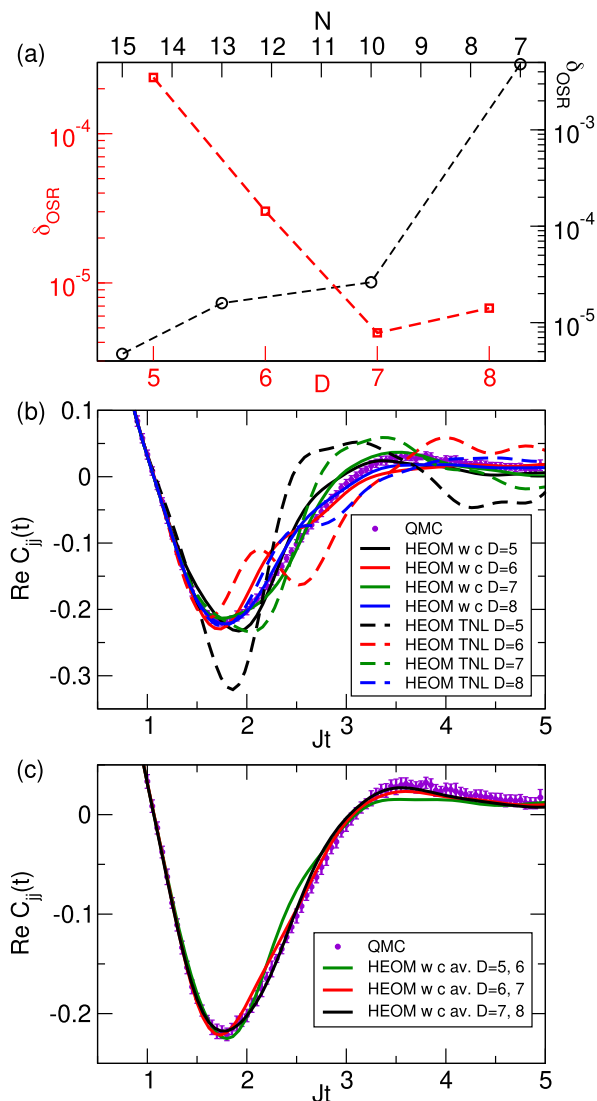 N
15 14 13 12 11 10 9 8 7
(a)
10^-4
10^-5
δ_OSR
10^-3
10^-4
10^-5
δ_OSR
5 6 7 8
D
(b)
0.1
0
-0.1
-0.2
-0.3
Re C_jj(t)
QMC
HEOM w c D=5
HEOM w c D=6
HEOM w c D=7
HEOM w c D=8
HEOM TNL D=5
HEOM TNL D=6
HEOM TNL D=7
HEOM TNL D=8
1 2 3 4 5
Jt
(c)
0
-0.1
-0.2
Re C_jj(t)
QMC
HEOM w c av. D=5, 6
HEOM w c av. D=6, 7
HEOM w c av. D=7, 8
1 2 3 4 5
Jt